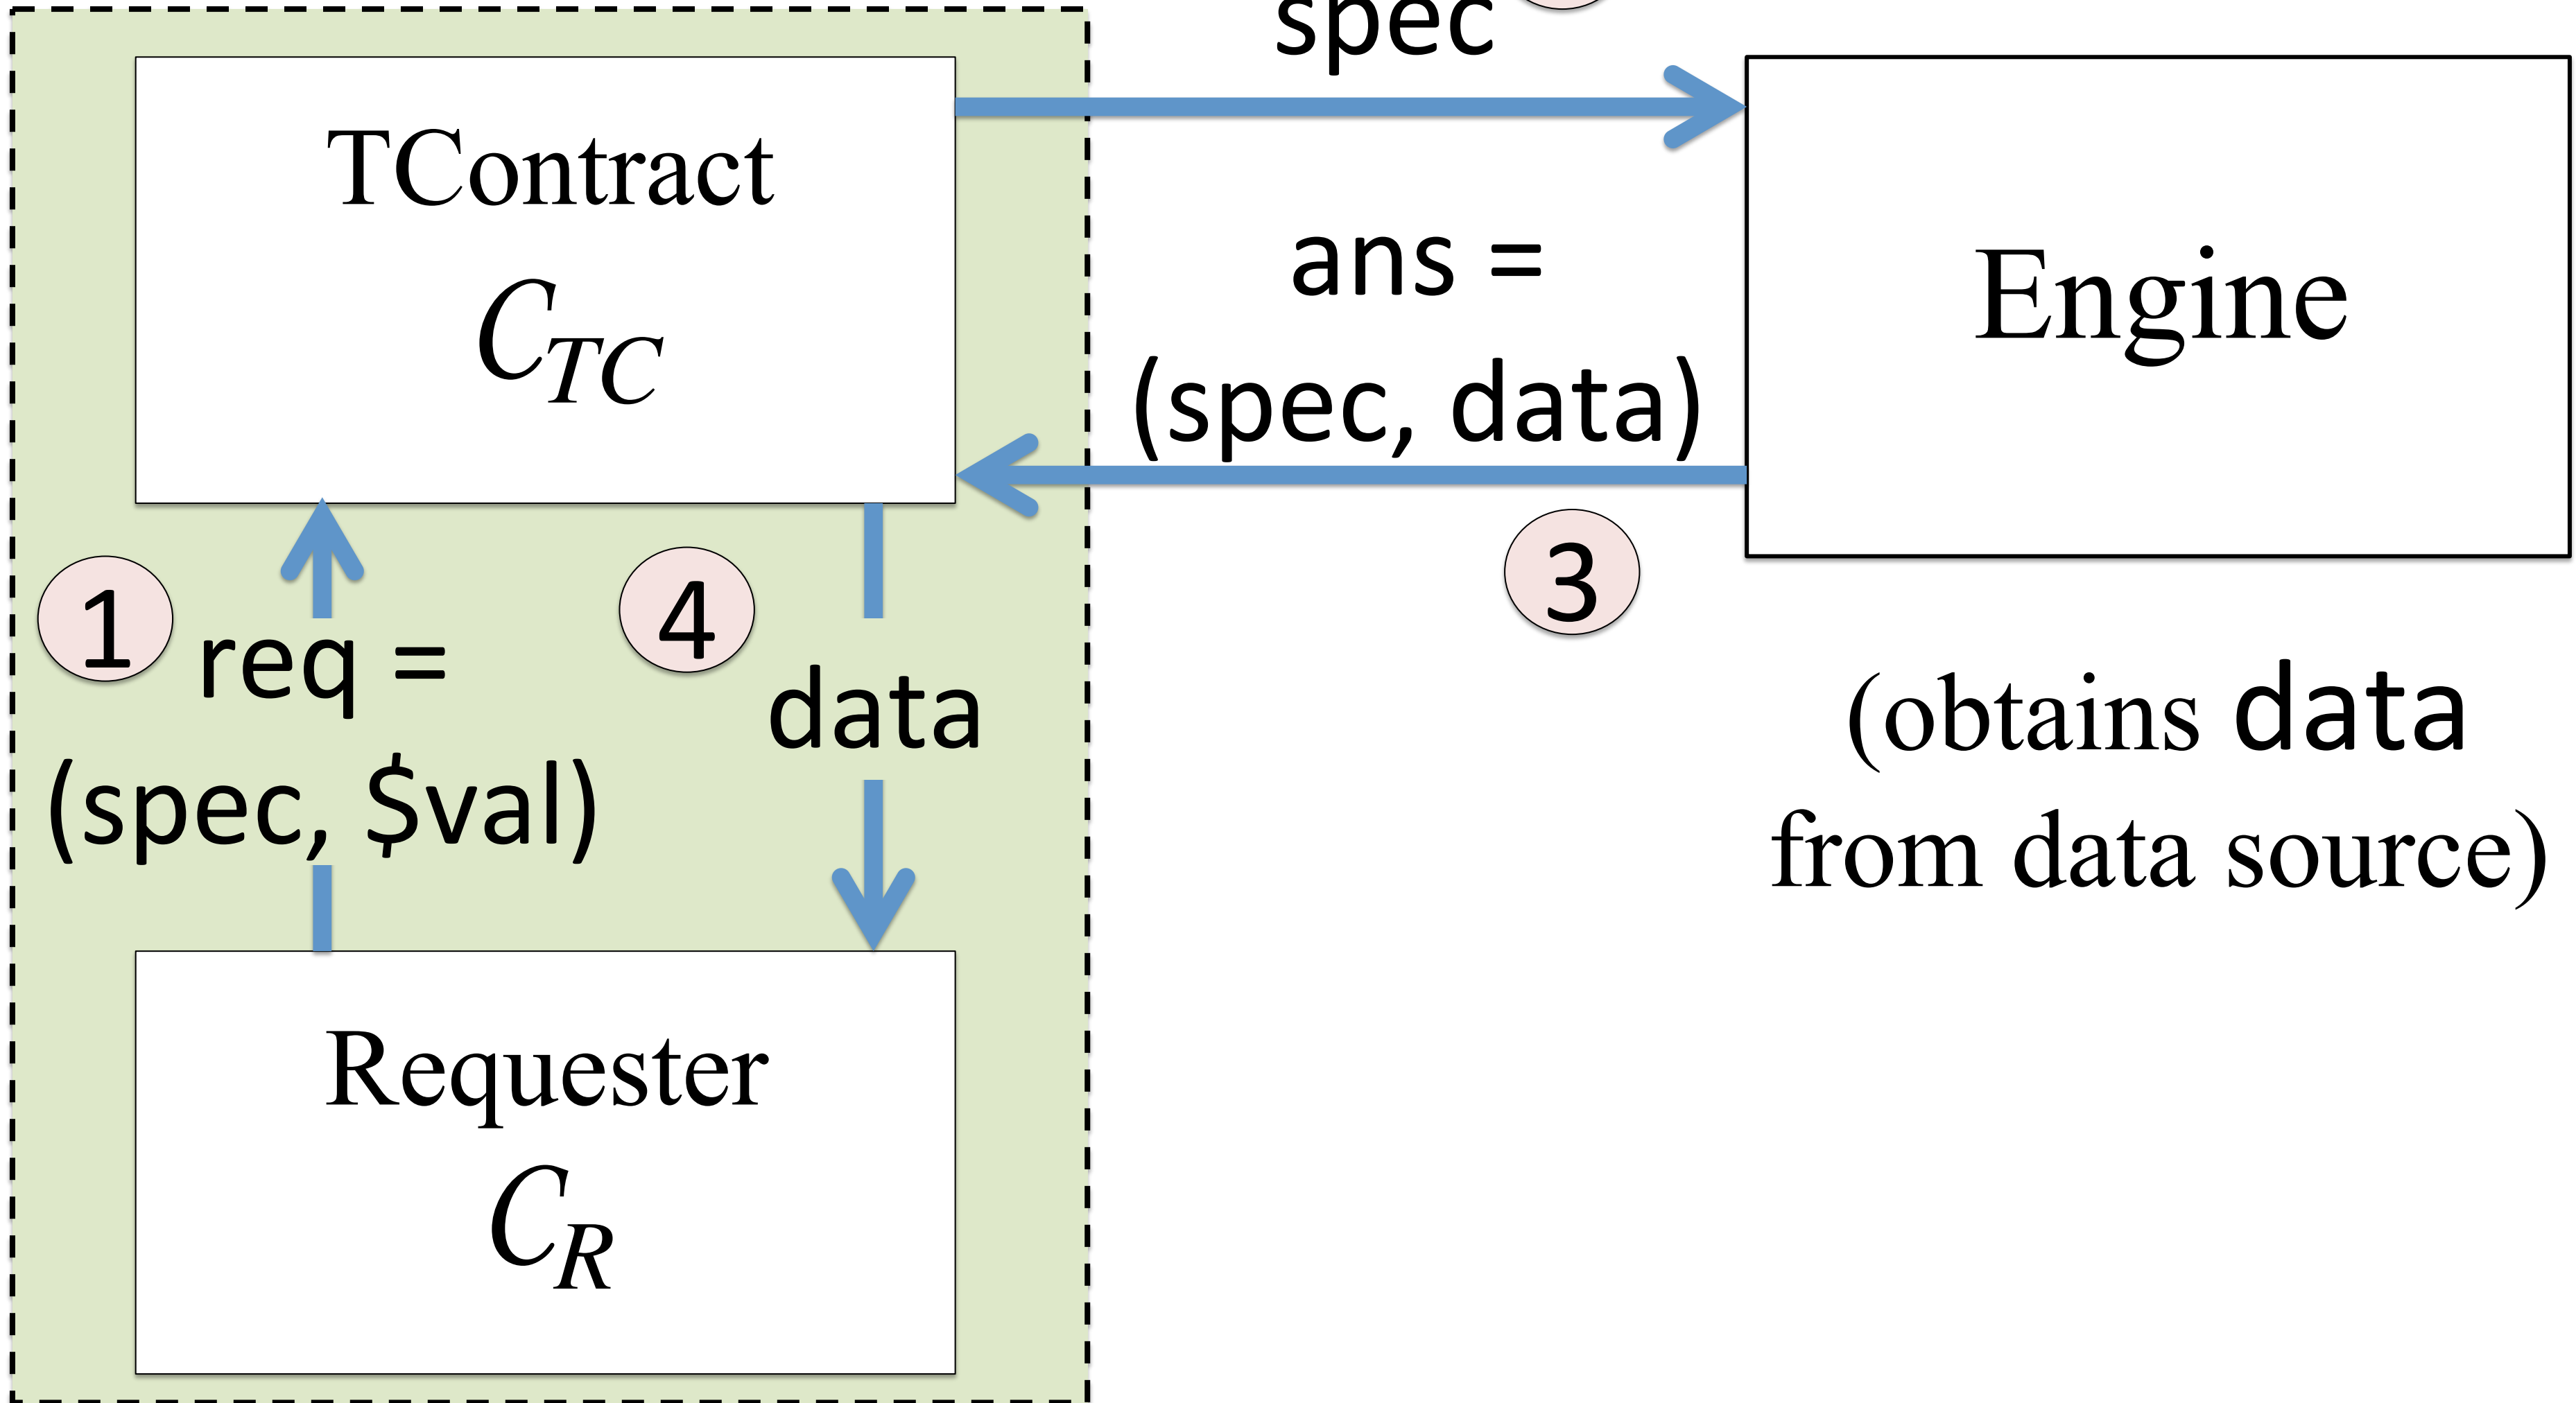 spec
TContract
C_TC
ans =
(spec, data)
Engine
3
1
req =
(spec, $val)
4
data
(obtains data
from data source)
Requester
C_R